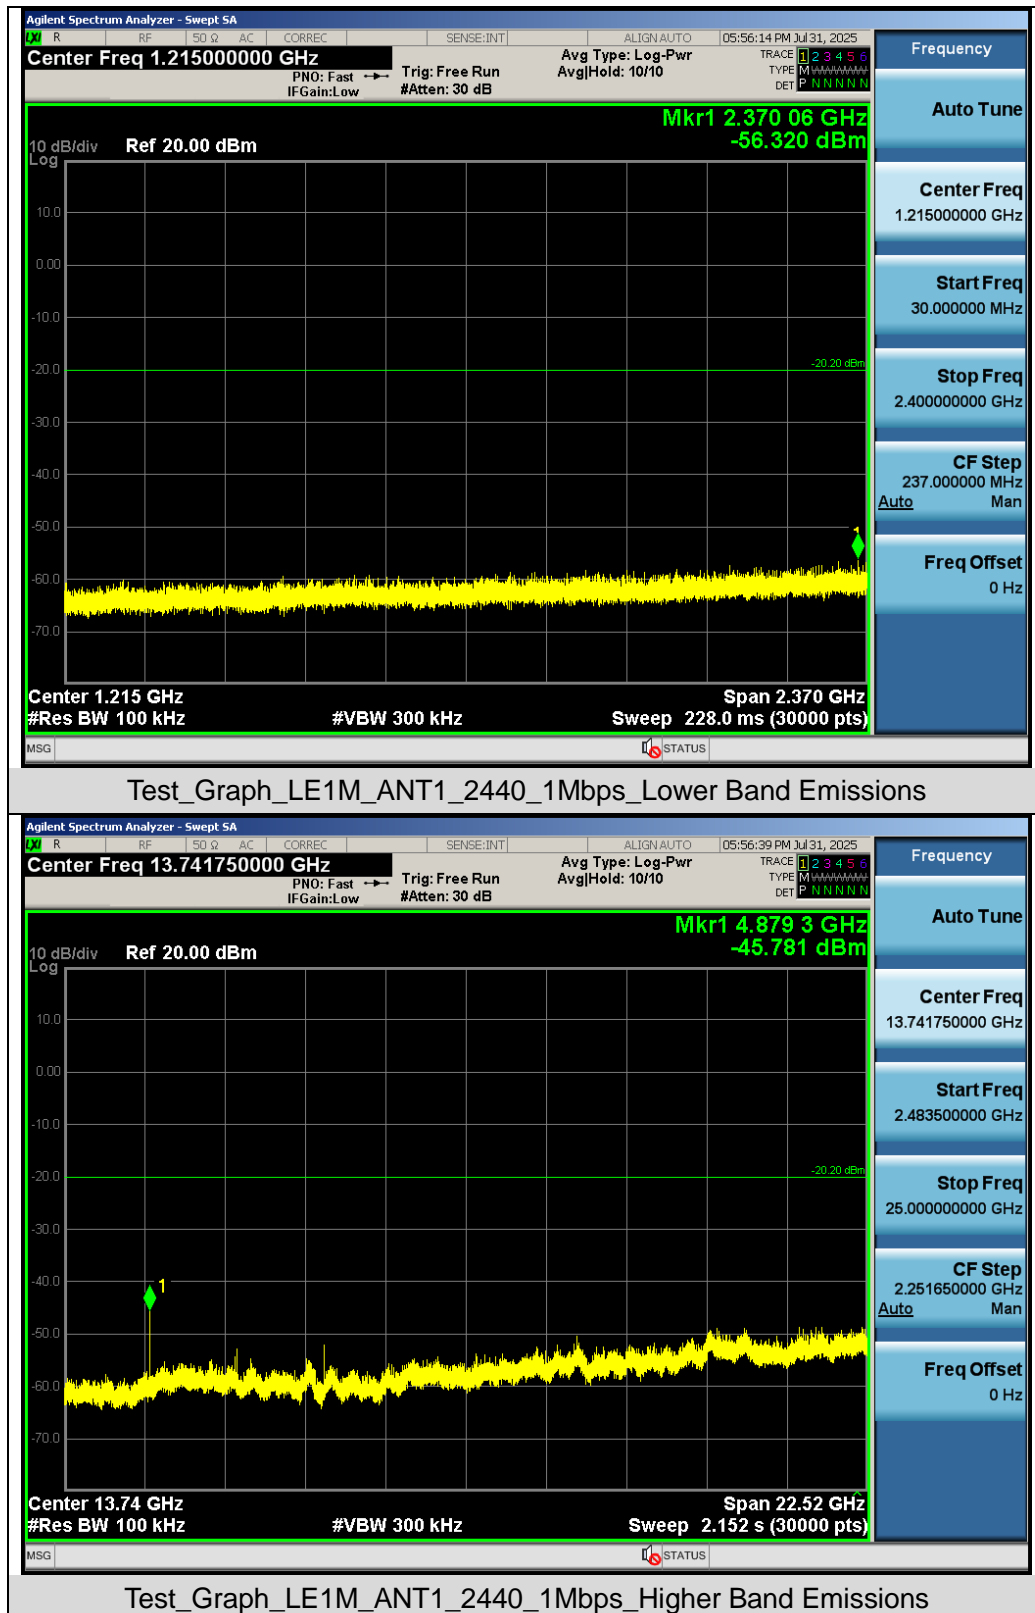 Agilent Spectrum Analyzer - Swept SA
LXI R RF 50 Ω AC CORREC SENSE:INT ALIGN AUTO 05:56:14 PM Jul 31, 2025
Center Freq 1.215000000 GHz
PNO: Fast
IFGain:Low
Trig: Free Run
#Atten: 30 dB
Avg Type: Log-Pwr
Avg|Hold: 10/10
TRACE 1 2 3 4 5 6
TYPE M
DET P N N N N N
Mkr1 2.370 06 GHz
-56.320 dBm
10 dB/div Ref 20.00 dBm
Log
10.0
0.00
-10.0
-20.0
-20.20 dBm
-30.0
-40.0
-50.0
1
-60.0
-70.0
Center 1.215 GHz Span 2.370 GHz
#Res BW 100 kHz #VBW 300 kHz Sweep 228.0 ms (30000 pts)
MSG STATUS
Frequency
Auto Tune
Center Freq
1.215000000 GHz
Start Freq
30.000000 MHz
Stop Freq
2.400000000 GHz
CF Step
237.000000 MHz
Auto Man
Freq Offset
0 Hz
Test_Graph_LE1M_ANT1_2440_1Mbps_Lower Band Emissions
Agilent Spectrum Analyzer - Swept SA
LXI R RF 50 Ω AC CORREC SENSE:INT ALIGN AUTO 05:56:39 PM Jul 31, 2025
Center Freq 13.741750000 GHz
PNO: Fast
IFGain:Low
Trig: Free Run
#Atten: 30 dB
Avg Type: Log-Pwr
Avg|Hold: 10/10
TRACE 1 2 3 4 5 6
TYPE M
DET P N N N N N
Mkr1 4.879 3 GHz
-45.781 dBm
10 dB/div Ref 20.00 dBm
Log
10.0
0.00
-10.0
-20.0
-20.20 dBm
-30.0
-40.0
1
-50.0
-60.0
-70.0
Center 13.74 GHz Span 22.52 GHz
#Res BW 100 kHz #VBW 300 kHz Sweep 2.152 s (30000 pts)
MSG STATUS
Frequency
Auto Tune
Center Freq
13.741750000 GHz
Start Freq
2.483500000 GHz
Stop Freq
25.000000000 GHz
CF Step
2.251650000 GHz
Auto Man
Freq Offset
0 Hz
Test_Graph_LE1M_ANT1_2440_1Mbps_Higher Band Emissions